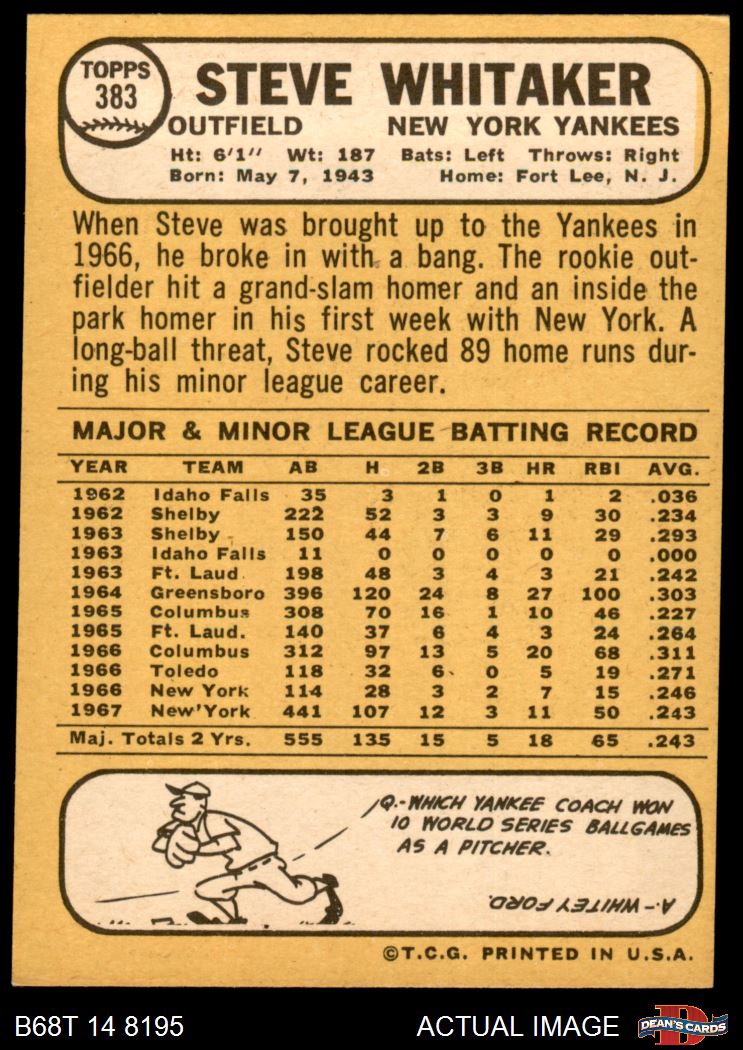 TOPPS
383
STEVE WHITAKER
OUTFIELD NEW YORK YANKEES
Ht: 6'1" Wt: 187 Bats: Left Throws: Right
Born: May 7, 1943 Home: Fort Lee, N. J.
When Steve was brought up to the Yankees in
1966, he broke in with a bang. The rookie out-
fielder hit a grand-slam homer and an inside the
park homer in his first week with New York. A
long-ball threat, Steve rocked 89 home runs dur-
ing his minor league career.
MAJOR & MINOR LEAGUE BATTING RECORD
YEAR TEAM AB H 2B 3B HR RBI AVG.
1962 Idaho Falls 35 3 1 0 1 2 .036
1962 Shelby 222 52 3 3 9 30 .234
1963 Shelby 150 44 7 6 11 29 .293
1963 Idaho Falls 11 0 0 0 0 0 .000
1963 Ft. Laud 198 48 3 4 3 21 .242
1964 Greensboro 396 120 24 8 27 100 .303
1965 Columbus 308 70 16 1 10 46 .227
1965 Ft. Laud. 140 37 6 4 3 24 .264
1966 Columbus 312 97 13 5 20 68 .311
1966 Toledo 118 32 6 0 5 19 .271
1966 New York 114 28 3 2 7 15 .246
1967 New York 441 107 12 3 11 50 .243
Maj. Totals 2 Yrs. 555 135 15 5 18 65 .243
Q.-WHICH YANKEE COACH WON
10 WORLD SERIES BALLGAMES
AS A PITCHER.
A.-WHITEY FORD.
©T.C.G. PRINTED IN U.S.A.
B68T 14 8195 ACTUAL IMAGE
D
DEAN'S CARDS